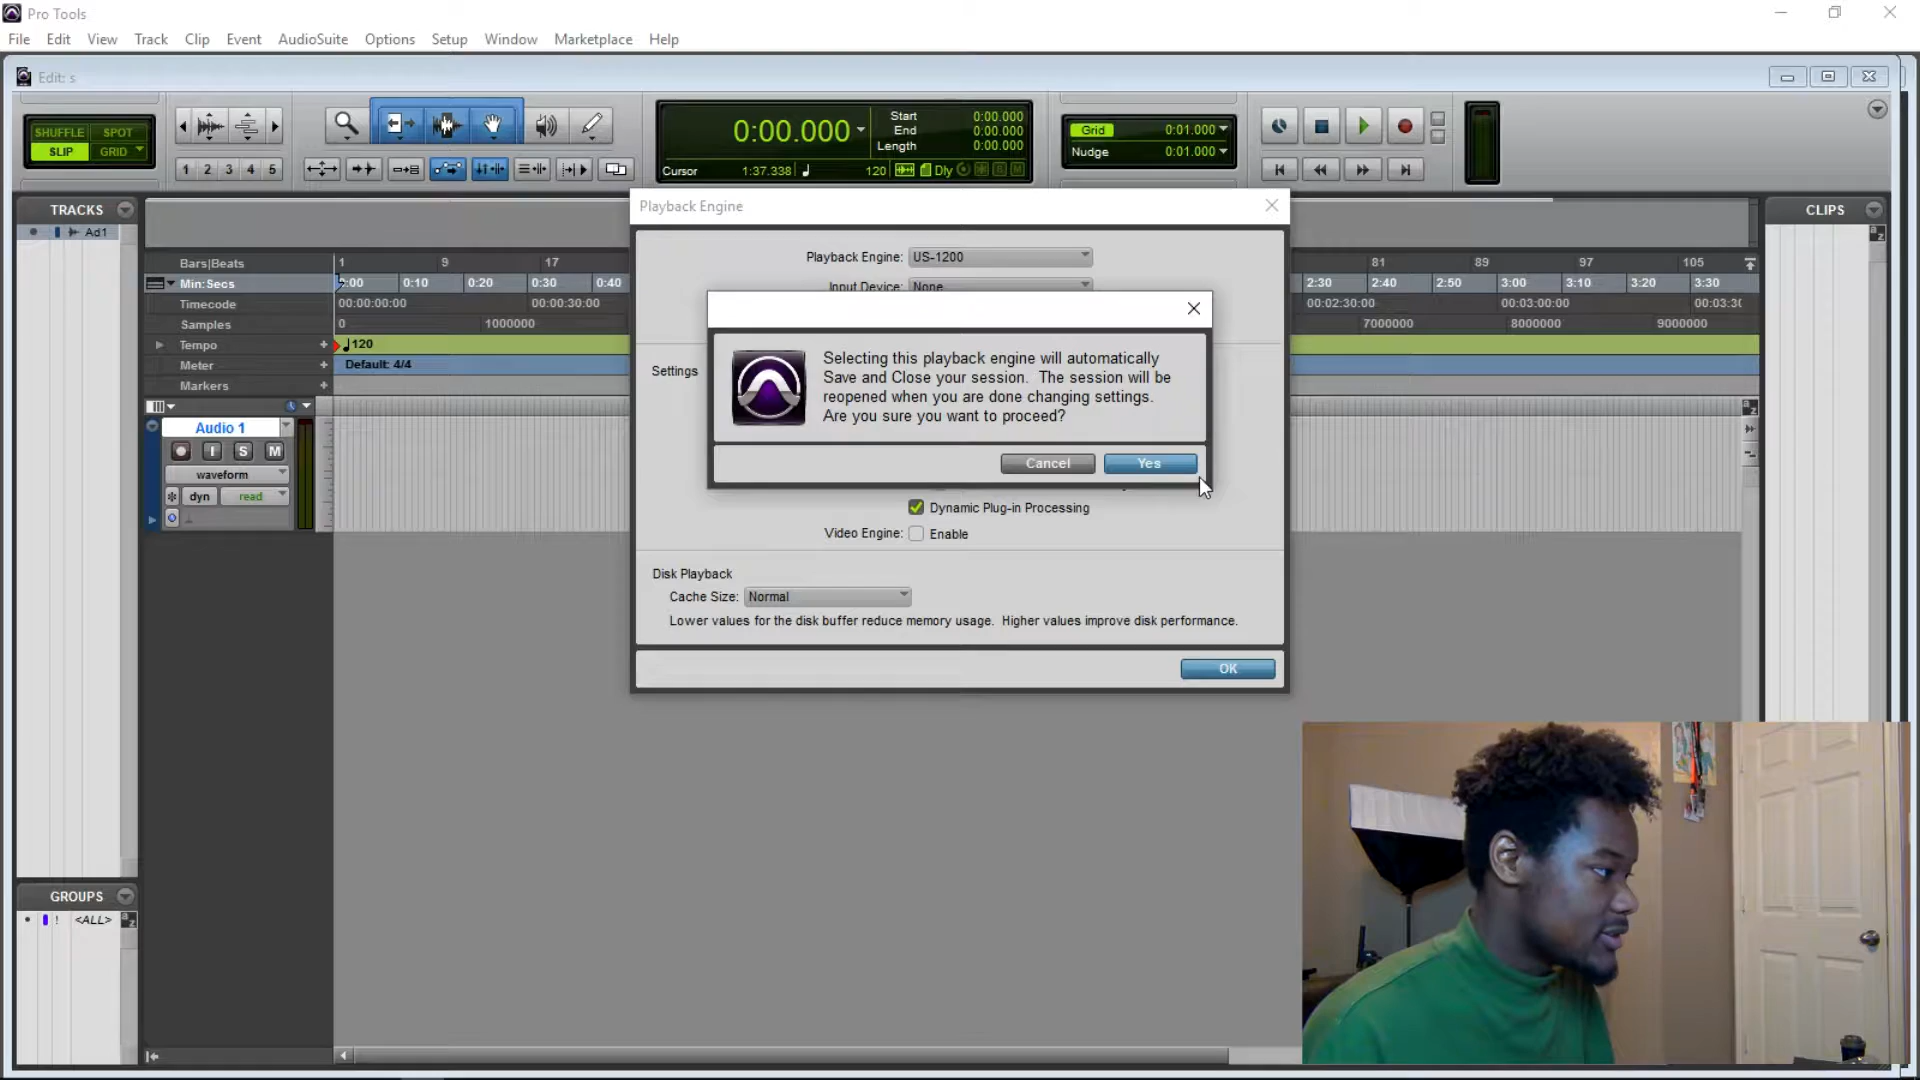 Pro Tools
File Edit View Track Clip Event AudioSuite Options Setup Window Marketplace Help
Edit: s
SHUFFLE SPOT
SLIP GRID
1 2 3 4 5
0:00.000
Start 0:00.000
End 0:00.000
Length 0:00.000
Cursor 1:37.338 120 Dly
Grid 0:01.000
Nudge 0:01.000
TRACKS
Ad1
CLIPS
Bars|Beats 1 9 17 81 89 97 105
Min:Secs 0:10 0:20 0:30 0:40 2:30 2:40 2:50 3:00 3:10 3:20 3:30
Timecode 00:00:00:00 00:00:30:00 00:02:30:00 00:03:00:00
Samples 0 1000000 7000000 8000000 9000000
Tempo 120
Meter Default: 4/4
Markers
Audio 1
I S M
waveform
dyn read
Playback Engine
Playback Engine: US-1200
Input Device: None
Settings
Selecting this playback engine will automatically
Save and Close your session. The session will be
reopened when you are done changing settings.
Are you sure you want to proceed?
Cancel Yes
Dynamic Plug-in Processing
Video Engine: Enable
Disk Playback
Cache Size: Normal
Lower values for the disk buffer reduce memory usage. Higher values improve disk performance.
OK
GROUPS
! <ALL>